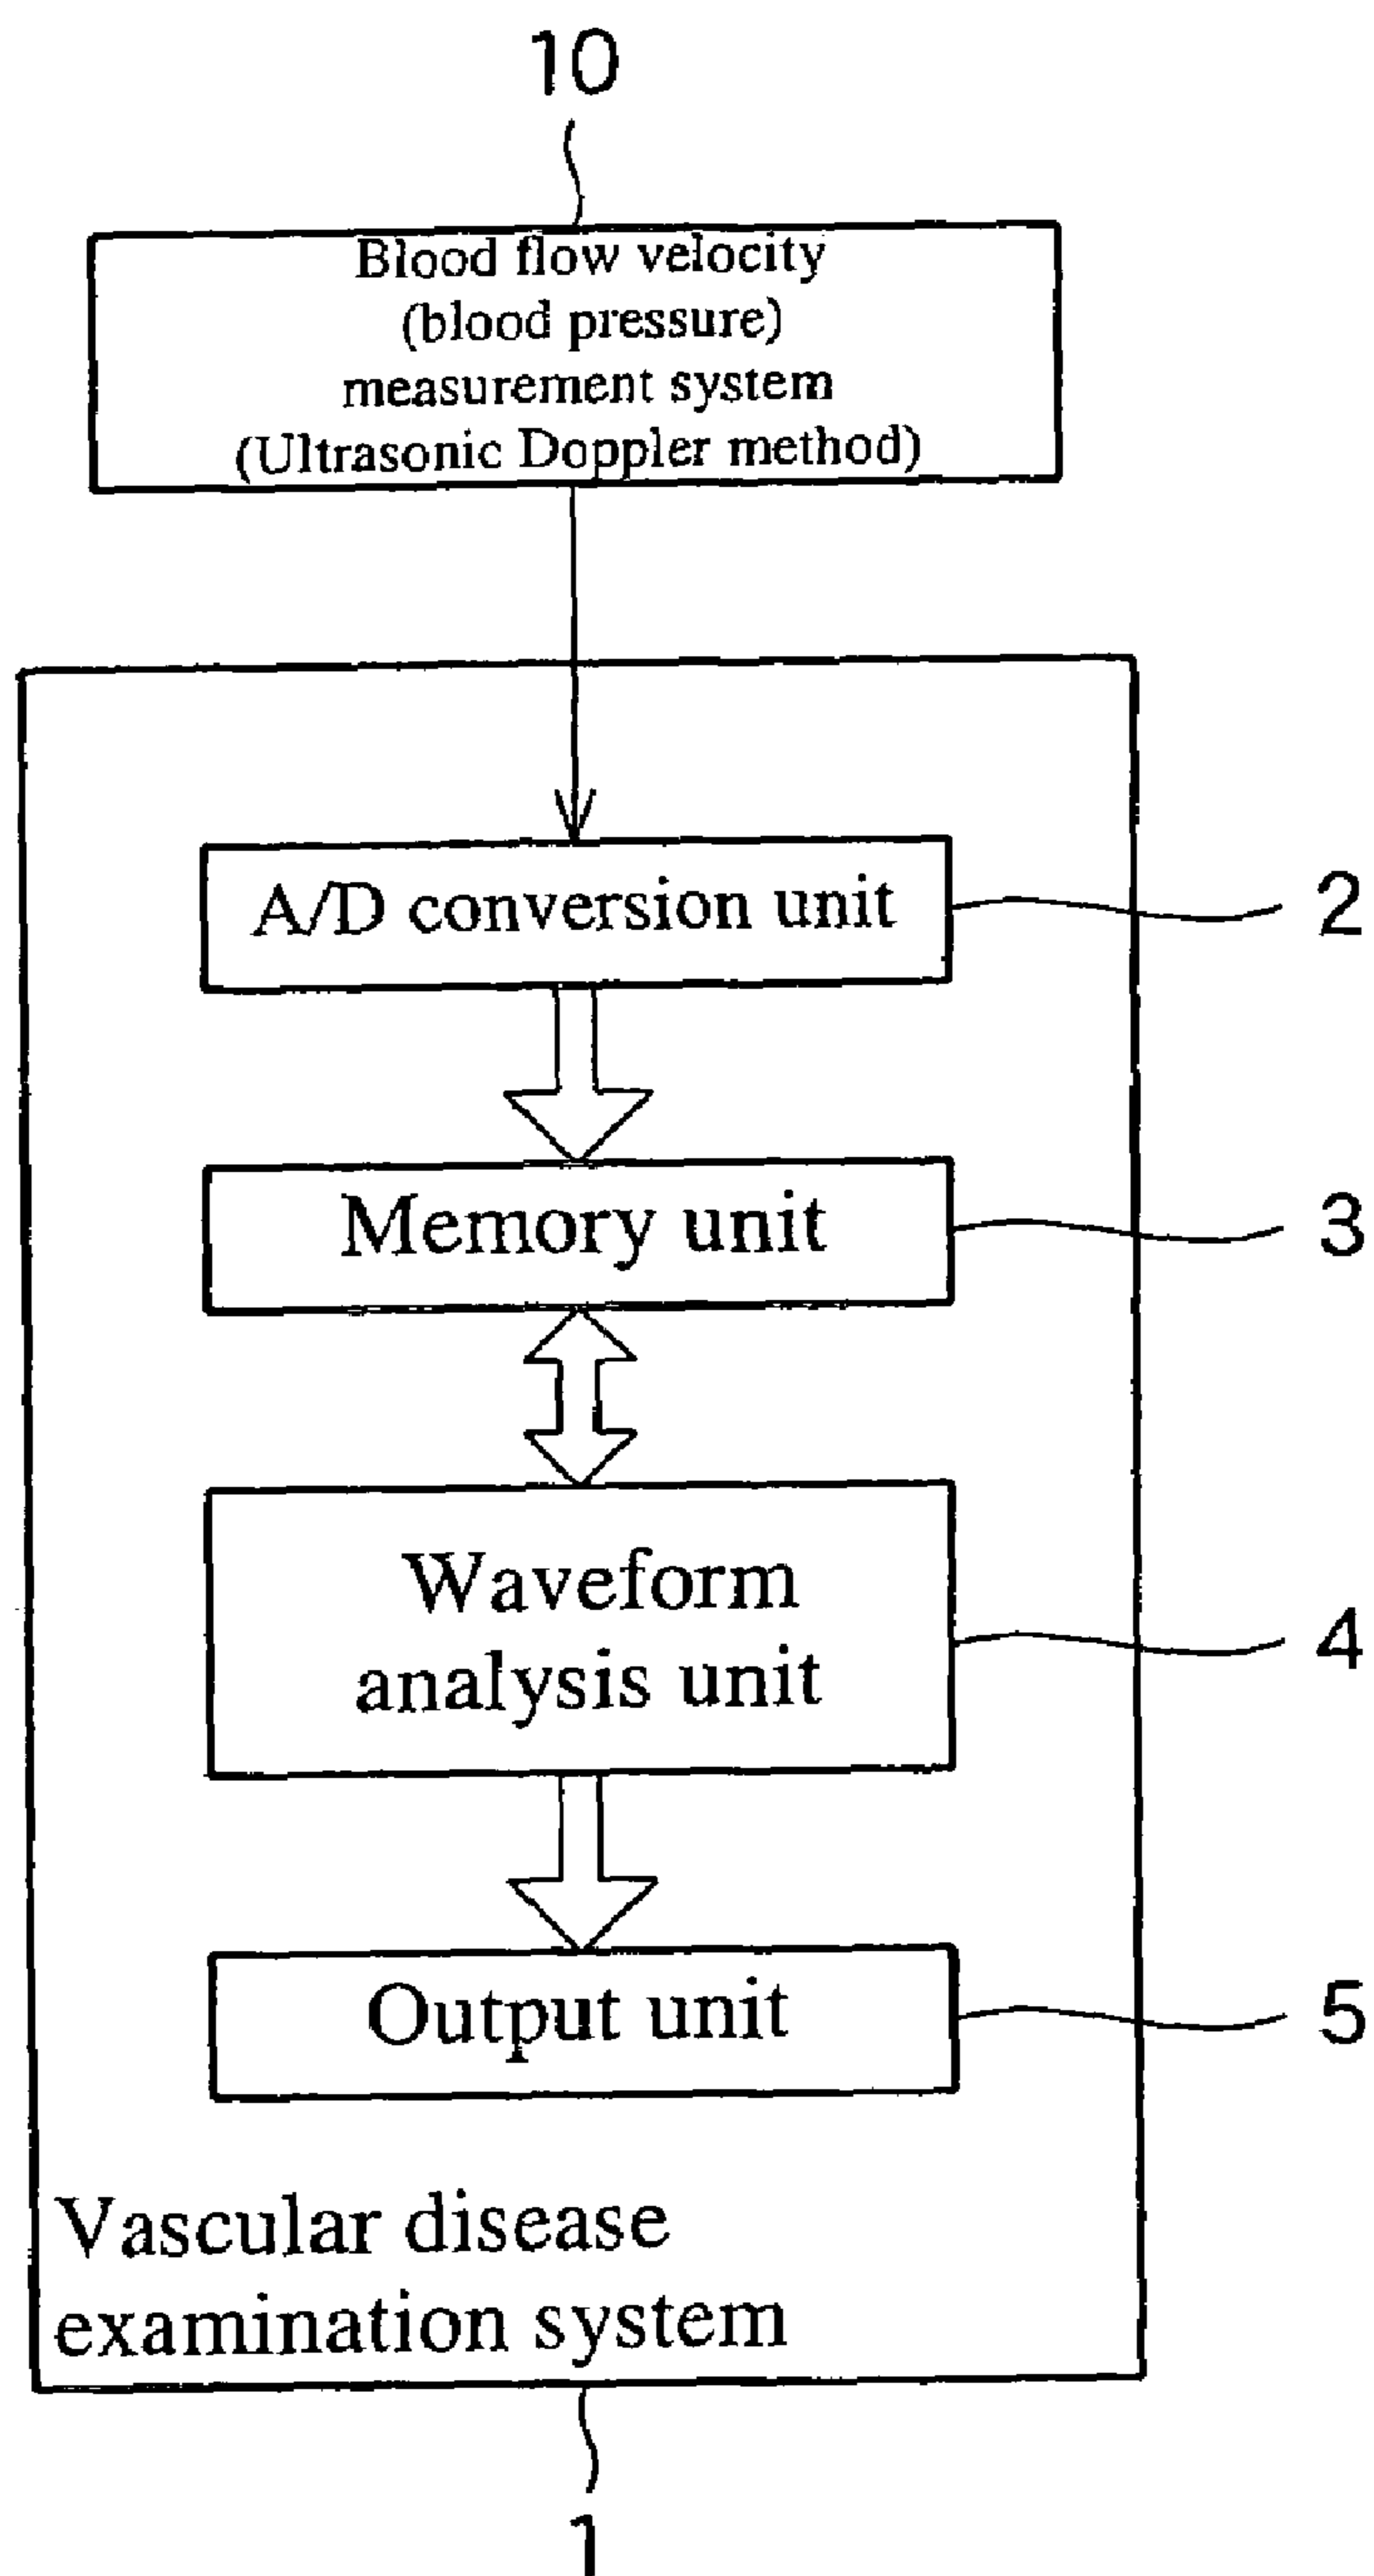 10
Blood flow velocity
(blood pressure)
measurement system
(Ultrasonic Doppler method)
A/D conversion unit
2
Memory unit
3
Waveform
analysis unit
4
Output unit
5
Vascular disease
examination system
1